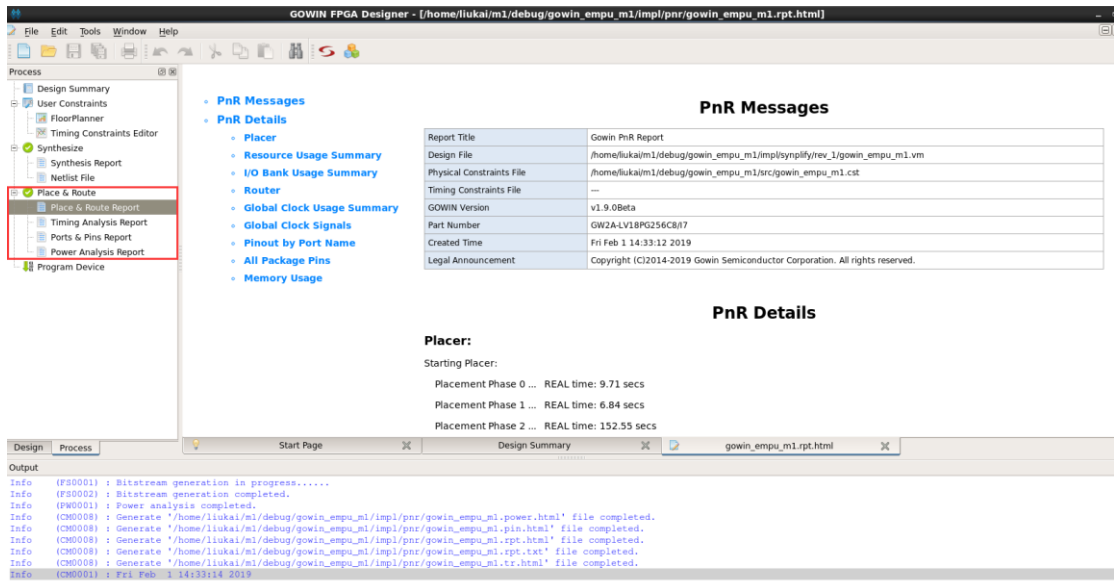 GOWIN FPGA Designer - [/home/liukai/m1/debug/gowin_empu_m1/impl/pnr/gowin_empu_m1.rpt.html]
File Edit Tools Window Help
Process
Design Summary
User Constraints
FloorPlanner
Timing Constraints Editor
Synthesize
Synthesis Report
Netlist File
Place & Route
Place & Route Report
Timing Analysis Report
Ports & Pins Report
Power Analysis Report
Program Device
Design Process
PnR Messages
PnR Details
Placer
Resource Usage Summary
I/O Bank Usage Summary
Router
Global Clock Usage Summary
Global Clock Signals
Pinout by Port Name
All Package Pins
Memory Usage
PnR Messages
Report Title Gowin PnR Report
Design File /home/liukai/m1/debug/gowin_empu_m1/impl/synplify/rev_1/gowin_empu_m1.vm
Physical Constraints File /home/liukai/m1/debug/gowin_empu_m1/src/gowin_empu_m1.cst
Timing Constraints File ---
GOWIN Version v1.9.0Beta
Part Number GW2A-LV18PG256C8/I7
Created Time Fri Feb 1 14:33:12 2019
Legal Announcement Copyright (C)2014-2019 Gowin Semiconductor Corporation. All rights reserved.
PnR Details
Placer:
Starting Placer:
Placement Phase 0 ... REAL time: 9.71 secs
Placement Phase 1 ... REAL time: 6.84 secs
Placement Phase 2 ... REAL time: 152.55 secs
Start Page Design Summary gowin_empu_m1.rpt.html
Output
Info (FS0001) : Bitstream generation in progress......
Info (FS0002) : Bitstream generation completed.
Info (PW0001) : Power analysis completed.
Info (CM0008) : Generate '/home/liukai/m1/debug/gowin_empu_m1/impl/pnr/gowin_empu_m1.power.html' file completed.
Info (CM0008) : Generate '/home/liukai/m1/debug/gowin_empu_m1/impl/pnr/gowin_empu_m1.pin.html' file completed.
Info (CM0008) : Generate '/home/liukai/m1/debug/gowin_empu_m1/impl/pnr/gowin_empu_m1.rpt.html' file completed.
Info (CM0008) : Generate '/home/liukai/m1/debug/gowin_empu_m1/impl/pnr/gowin_empu_m1.rpt.txt' file completed.
Info (CM0008) : Generate '/home/liukai/m1/debug/gowin_empu_m1/impl/pnr/gowin_empu_m1.tr.html' file completed.
Info (CM0001) : Fri Feb 1 14:33:14 2019